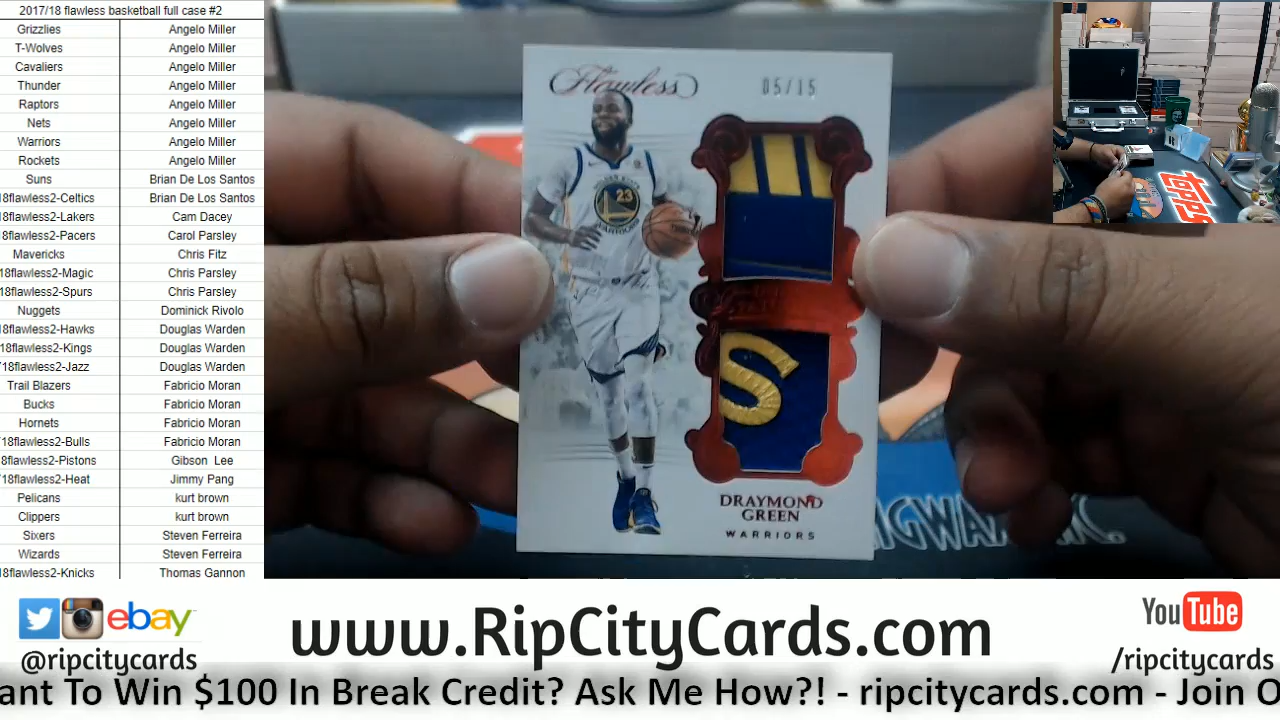 2017/18 flawless basketball full case #2
Grizzlies Angelo Miller
T-Wolves Angelo Miller
Cavaliers Angelo Miller
Thunder Angelo Miller
Raptors Angelo Miller
Nets Angelo Miller
Warriors Angelo Miller
Rockets Angelo Miller
Suns Brian De Los Santos
18flawless2-Celtics Brian De Los Santos
18flawless2-Lakers Cam Dacey
18flawless2-Pacers Carol Parsley
Mavericks Chris Fitz
18flawless2-Magic Chris Parsley
18flawless2-Spurs Chris Parsley
Nuggets Dominick Rivolo
18flawless2-Hawks Douglas Warden
18flawless2-Kings Douglas Warden
18flawless2-Jazz Douglas Warden
Trail Blazers Fabricio Moran
Bucks Fabricio Moran
Hornets Fabricio Moran
18flawless2-Bulls Fabricio Moran
18flawless2-Pistons Gibson Lee
18flawless2-Heat Jimmy Pang
Pelicans kurt brown
Clippers kurt brown
Sixers Steven Ferreira
Wizards Steven Ferreira
18flawless2-Knicks Thomas Gannon
Flawless
05/15
23
WARRIORS
S
DRAYMOND
GREEN
WARRIORS
topps
INGWAX INC.
ebay
@ripcitycards
www.RipCityCards.com
YouTube
/ripcitycards
ant To Win $100 In Break Credit? Ask Me How?! - ripcitycards.com - Join O